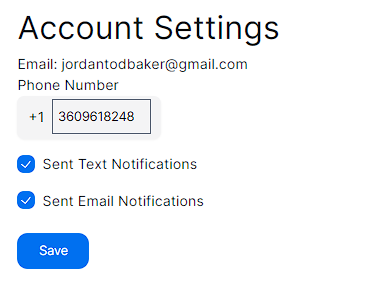 Account Settings
Email: jordantodbaker@gmail.com
Phone Number
+1 3609618248
Sent Text Notifications
Sent Email Notifications
Save